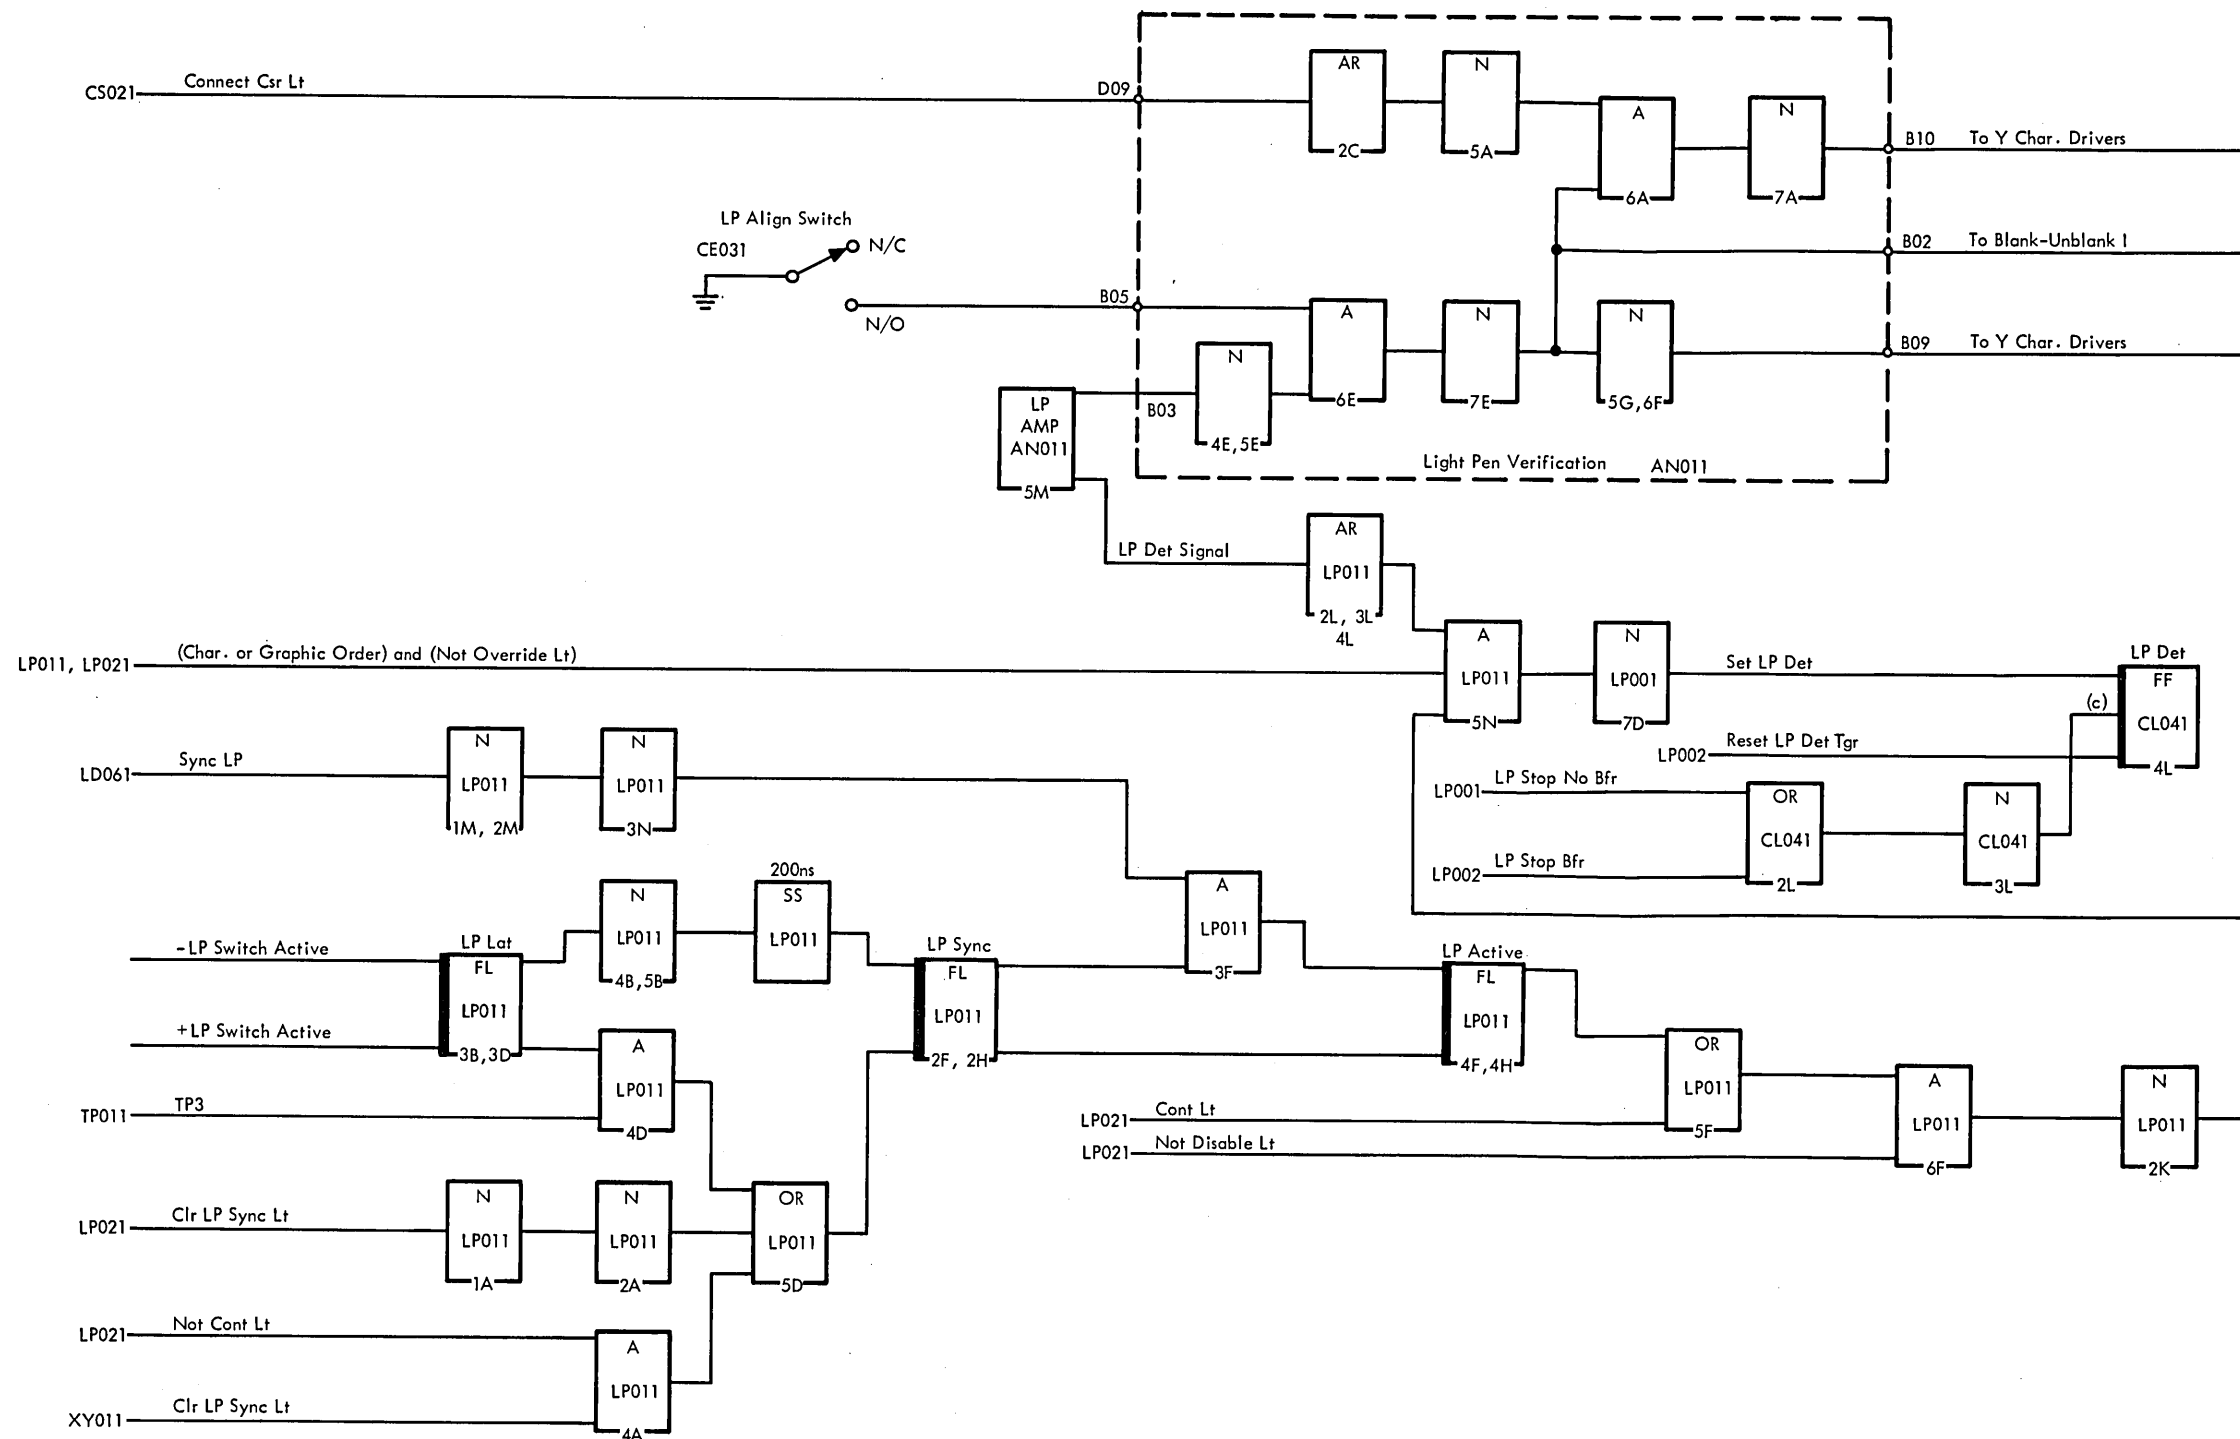 CS021
Connect Csr Lt
D09
AR
2C
N
5A
A
6A
N
7A
B10
To Y Char. Drivers
LP Align Switch
CE031
N/C
N/O
B02
To Blank-Unblank 1
B05
A
6E
N
7E
N
5G,6F
B09
To Y Char. Drivers
N
4E,5E
B03
LP
AMP
AN011
5M
Light Pen Verification
AN011
LP Det Signal
AR
LP011
2L, 3L
4L
LP011, LP021
(Char. or Graphic Order) and (Not Override Lt)
A
LP011
5N
N
LP001
7D
Set LP Det
LP Det
FF
CL041
4L
(c)
LP002
Reset LP Det Tgr
LD061
Sync LP
N
LP011
1M, 2M
N
LP011
3N
LP001
LP Stop No Bfr
LP002
LP Stop Bfr
OR
CL041
2L
N
CL041
3L
-LP Switch Active
+LP Switch Active
LP Lat
FL
LP011
3B,3D
N
LP011
4B,5B
200ns
SS
LP011
LP Sync
FL
LP011
2F, 2H
A
LP011
3F
LP Active
FL
LP011
4F,4H
TP011
TP3
A
LP011
4D
OR
LP011
5F
LP021
Cont Lt
LP021
Not Disable Lt
A
LP011
6F
N
LP011
2K
LP021
Clr LP Sync Lt
N
LP011
1A
N
LP011
2A
OR
LP011
5D
LP021
Not Cont Lt
XY011
Clr LP Sync Lt
A
LP011
4A